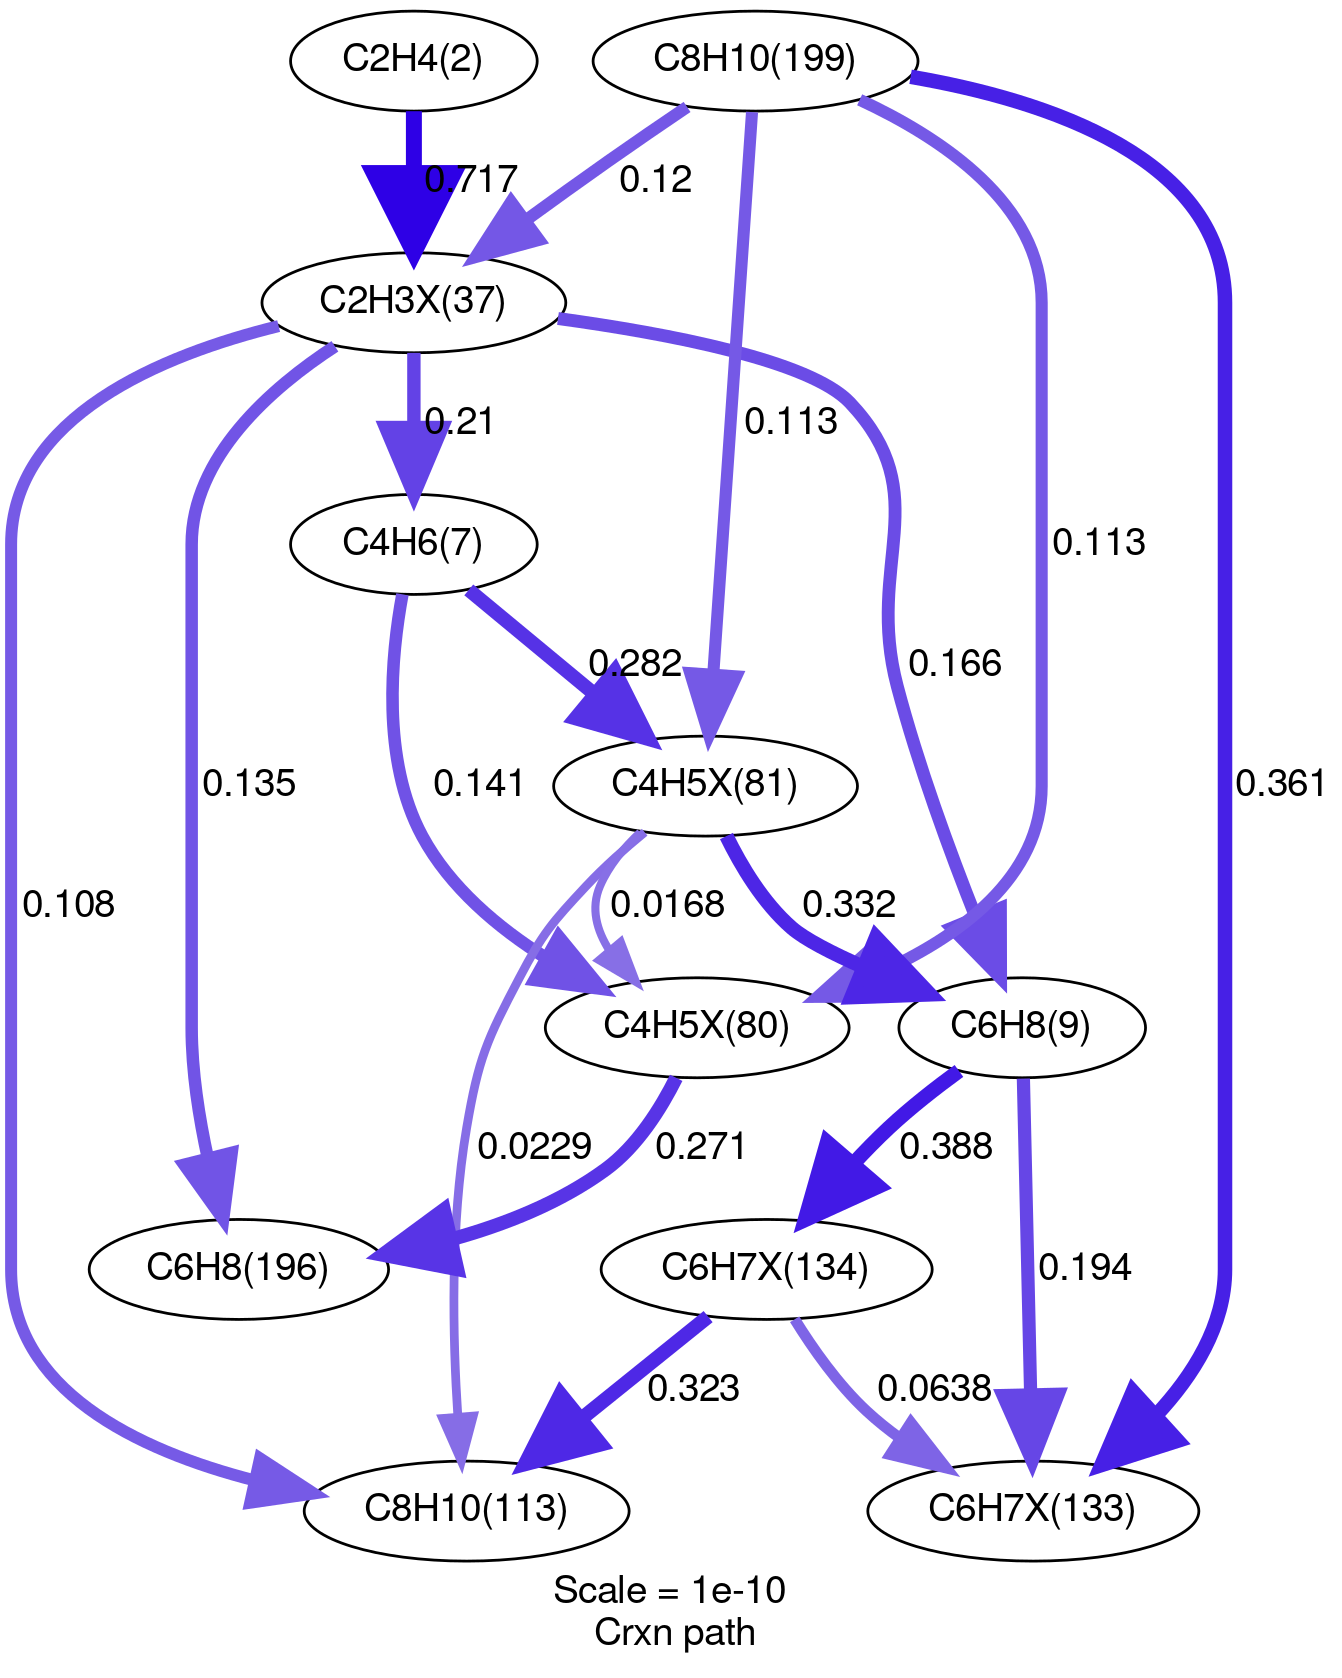 C2H4(2)
C8H10(199)
0.717
0.12
C2H3X(37)
0.21
0.113
C4H6(7)
0.113
0.282
0.166
0.135
0.141
C4H5X(81)
0.361
0.108
0.0168
0.332
C4H5X(80)
C6H8(9)
0.0229
0.271
0.388
C6H8(196)
C6H7X(134)
0.194
0.323
0.0638
C8H10(113)
C6H7X(133)
Scale = 1e-10
Crxn path